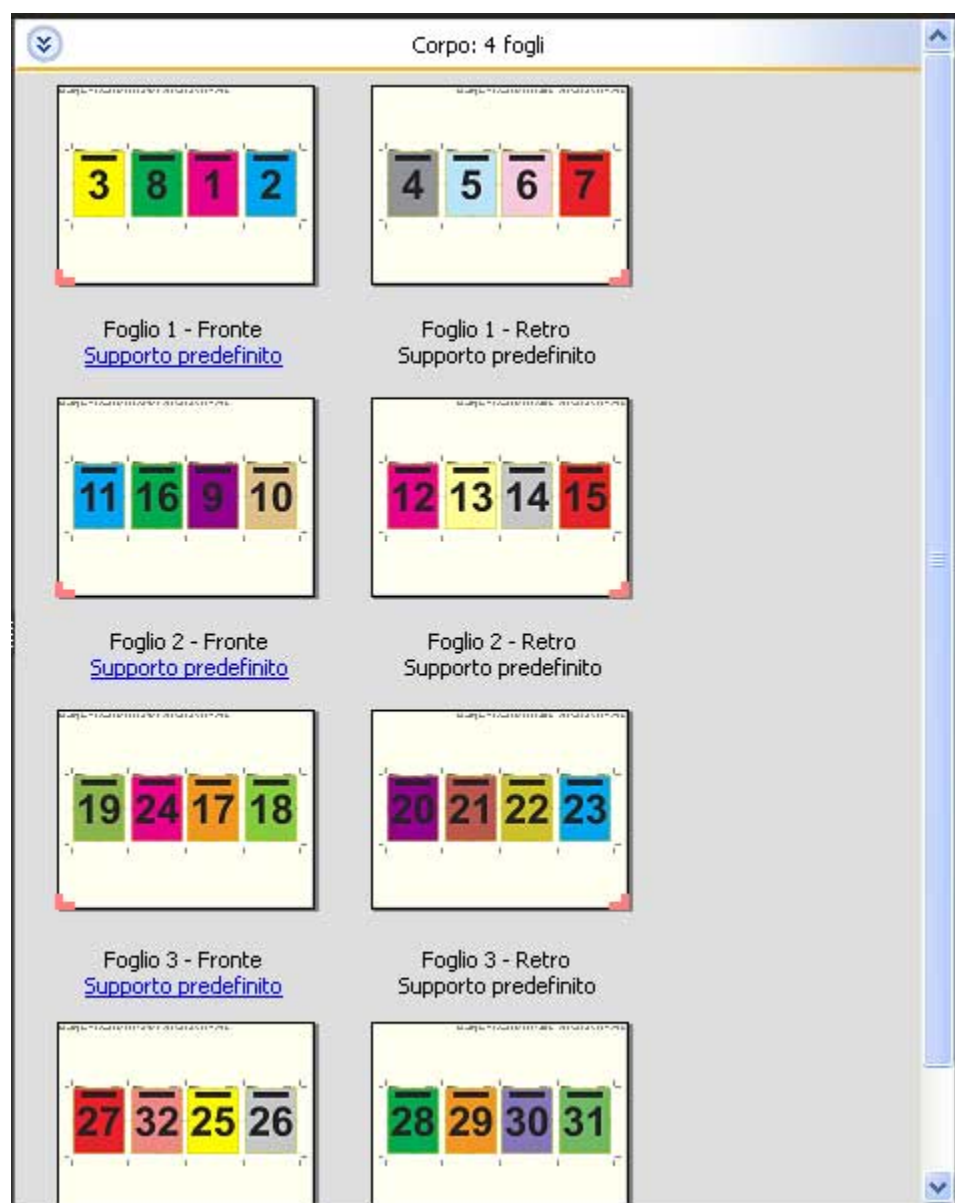 Corpo: 4 fogli
3 8 1 2
4 5 6 7
Foglio 1 - Fronte
Supporto predefinito
Foglio 1 - Retro
Supporto predefinito
11 16 9 10
12 13 14 15
Foglio 2 - Fronte
Supporto predefinito
Foglio 2 - Retro
Supporto predefinito
19 24 17 18
20 21 22 23
Foglio 3 - Fronte
Supporto predefinito
Foglio 3 - Retro
Supporto predefinito
27 32 25 26
28 29 30 31